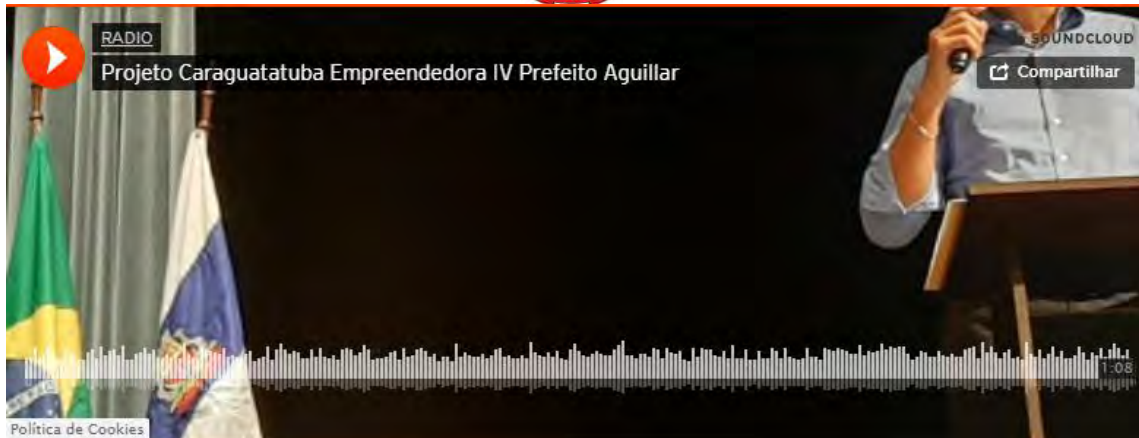 RADIO
SOUNDCLOUD
Projeto Caraguatatuba Empreendedora IV Prefeito Aguillar
Compartilhar
1:08
Política de Cookies